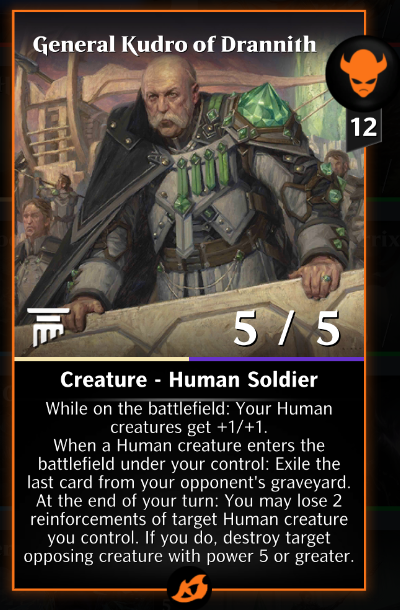 General Kudro of Drannith
12
5 / 5
Creature - Human Soldier
While on the battlefield: Your Human
creatures get +1/+1.
When a Human creature enters the
battlefield under your control: Exile the
last card from your opponent's graveyard.
At the end of your turn: You may lose 2
reinforcements of target Human creature
you control. If you do, destroy target
opposing creature with power 5 or greater.